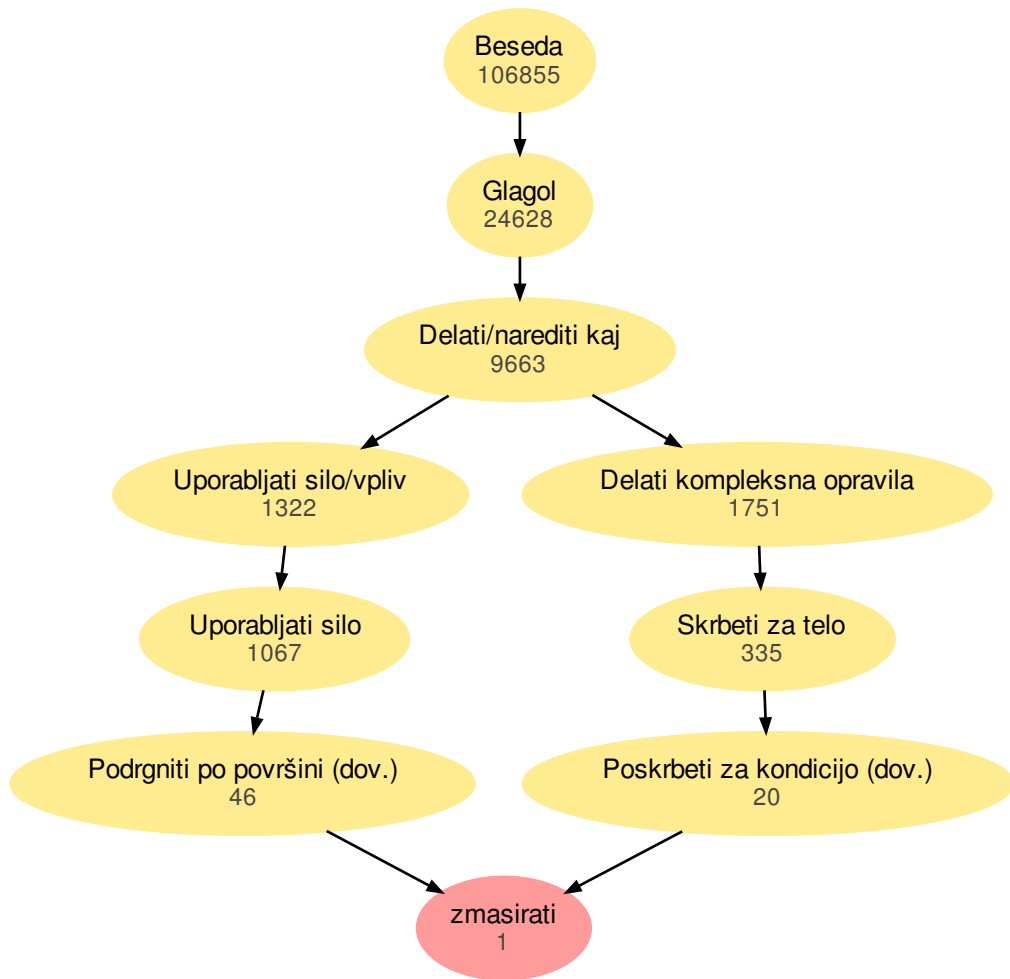 Beseda
106855
Glagol
24628
Delati/narediti kaj
9663
Uporabljati silo/vpliv
1322
Delati kompleksna opravila
1751
Uporabljati silo
1067
Skrbeti za telo
335
Podrgniti po površini (dov.)
46
Poskrbeti za kondicijo (dov.)
20
zmasirati
1